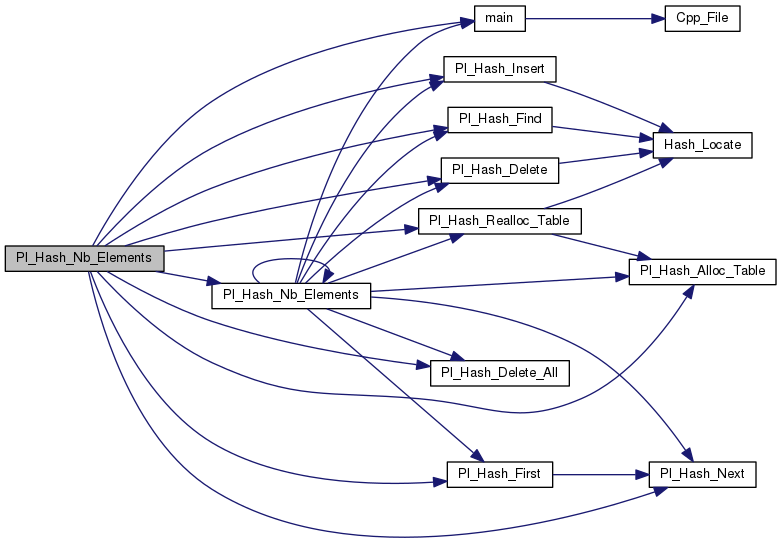 main
Cpp_File
Pl_Hash_Insert
Pl_Hash_Find
Hash_Locate
Pl_Hash_Delete
Pl_Hash_Realloc_Table
Pl_Hash_Nb_Elements
Pl_Hash_Alloc_Table
Pl_Hash_Nb_Elements
Pl_Hash_Delete_All
Pl_Hash_First
Pl_Hash_Next